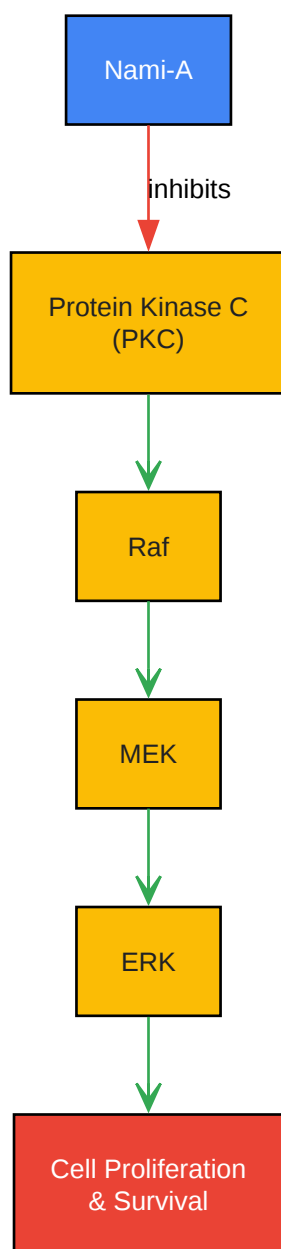 Nami-A
inhibits
Protein Kinase C
(PKC)
Raf
MEK
ERK
Cell Proliferation
& Survival